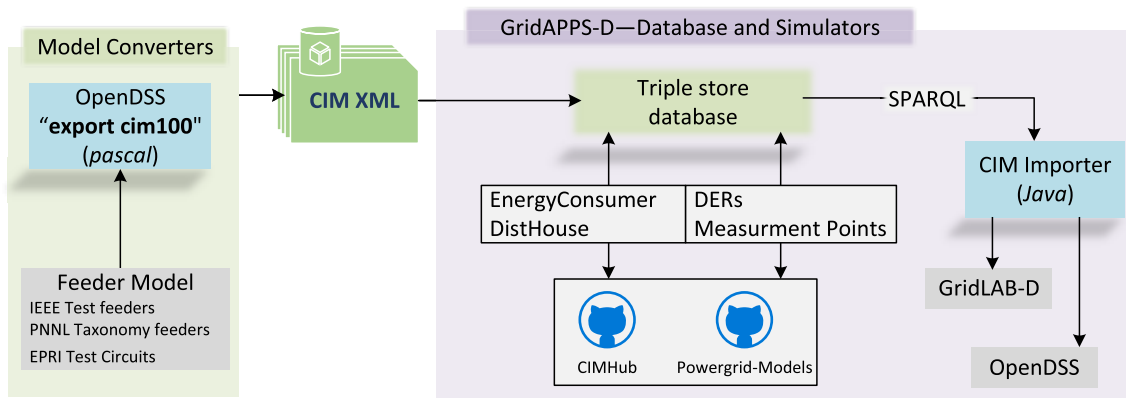 Model Converters
OpenDSS
“export cim100"
(pascal)
Feeder Model
IEEE Test feeders
PNNL Taxonomy feeders
EPRI Test Circuits
CIM XML
GridAPPS-D—Database and Simulators
Triple store
database
SPARQL
CIM Importer
(Java)
EnergyConsumer
DistHouse
DERs
Measurment Points
CIMHub
Powergrid-Models
GridLAB-D
OpenDSS